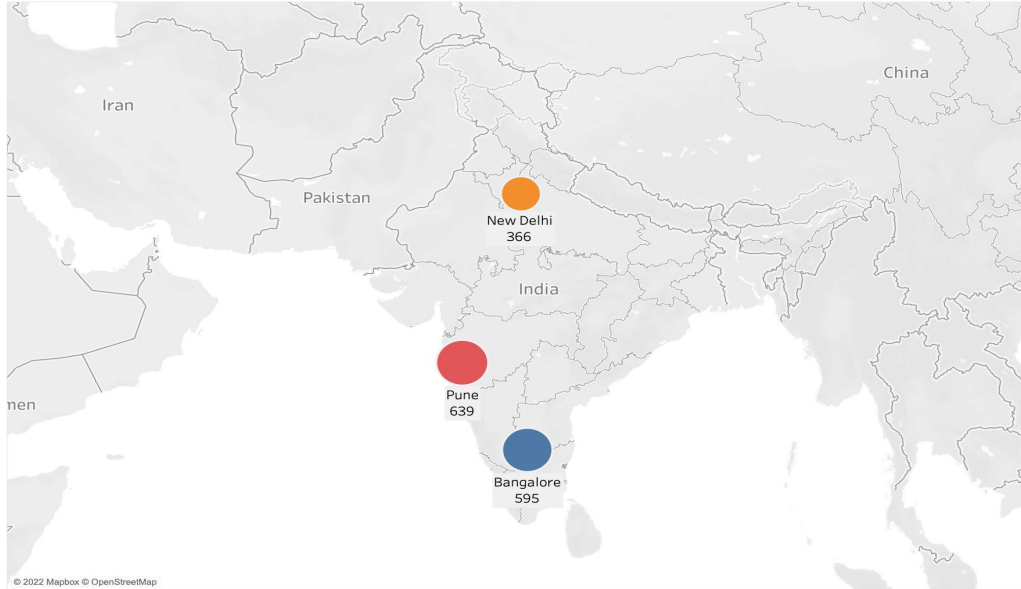 China
Iran
Pakistan
New Delhi
366
India
Pune
639
men
Bangalore
595
© 2022 Mapbox © OpenStreetMap